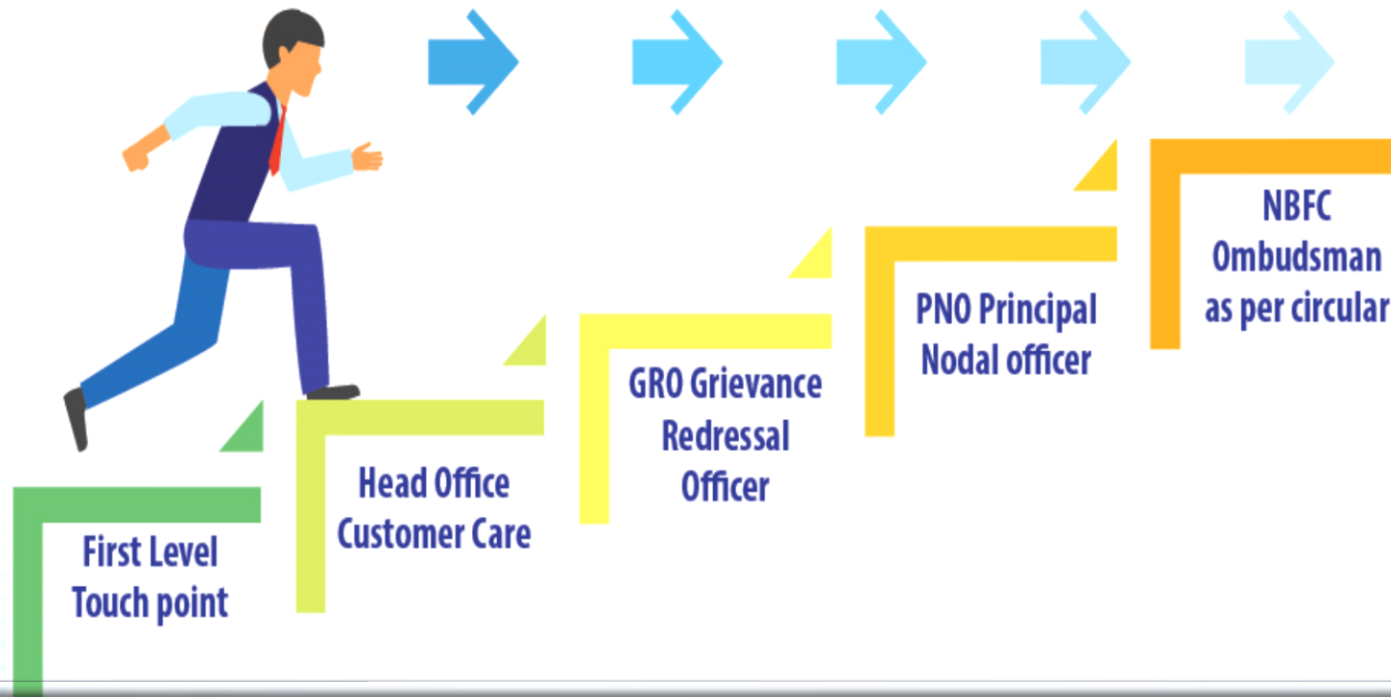 First Level
Touch point
Head Office
Customer Care
GRO Grievance
Redressal
Officer
PNO Principal
Nodal officer
NBFC
Ombudsman
as per circular